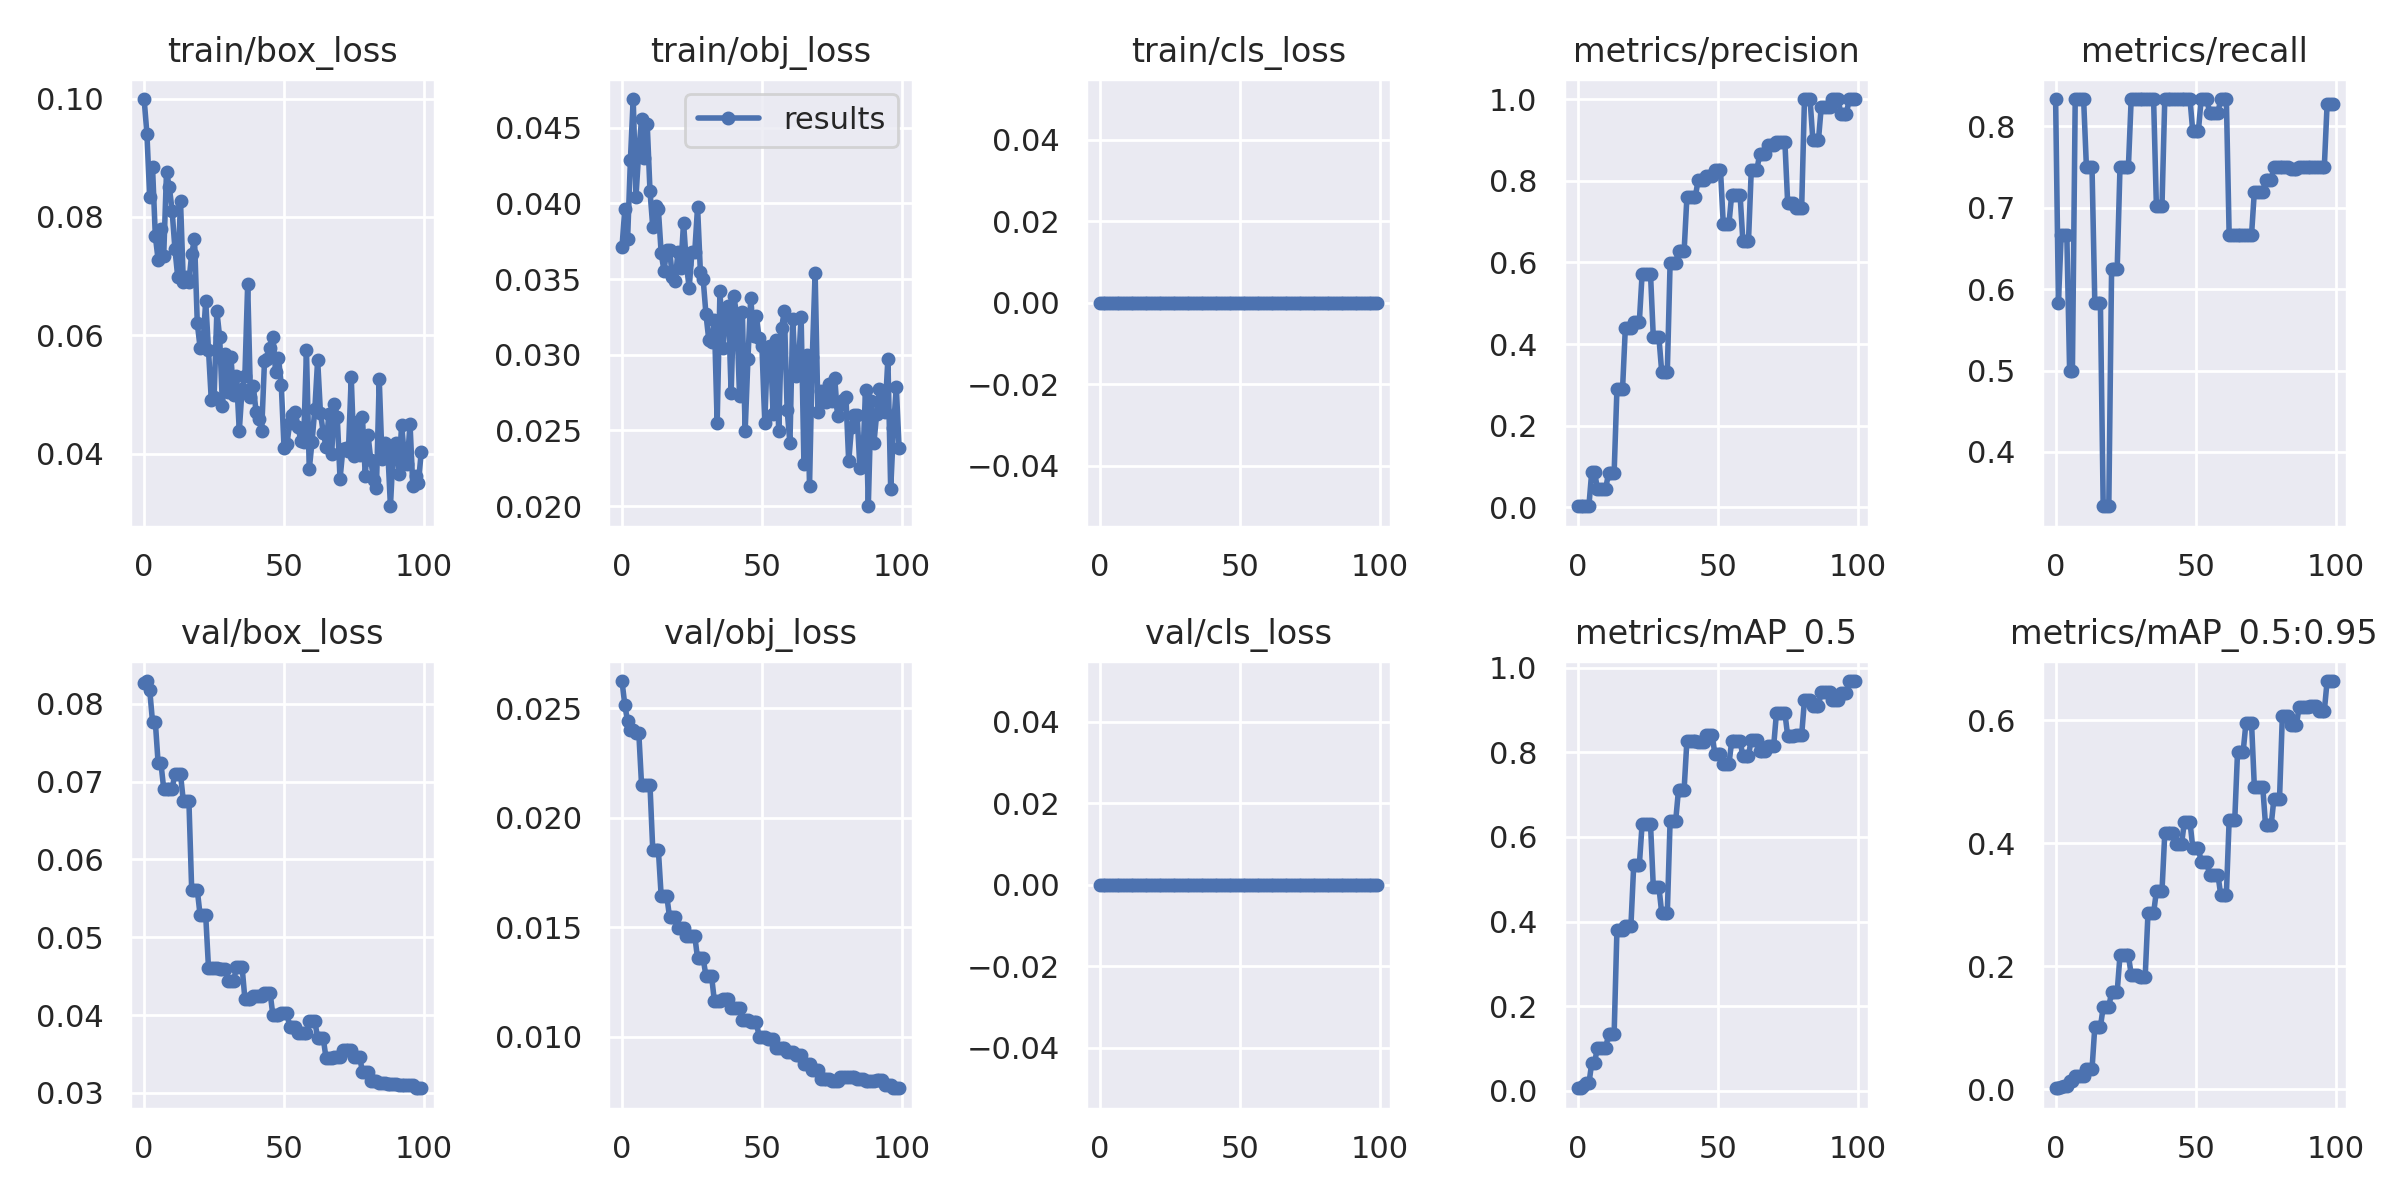 train/box_loss
0.10
0.08
0.06
0.04
0 50 100
train/obj_loss
results
0.045
0.040
0.035
0.030
0.025
0.020
0 50 100
train/cls_loss
0.04
0.02
0.00
−0.02
−0.04
0 50 100
metrics/precision
1.0
0.8
0.6
0.4
0.2
0.0
0 50 100
metrics/recall
0.8
0.7
0.6
0.5
0.4
0 50 100
val/box_loss
0.08
0.07
0.06
0.05
0.04
0.03
0 50 100
val/obj_loss
0.025
0.020
0.015
0.010
0 50 100
val/cls_loss
0.04
0.02
0.00
−0.02
−0.04
0 50 100
metrics/mAP_0.5
1.0
0.8
0.6
0.4
0.2
0.0
0 50 100
metrics/mAP_0.5:0.95
0.6
0.4
0.2
0.0
0 50 100